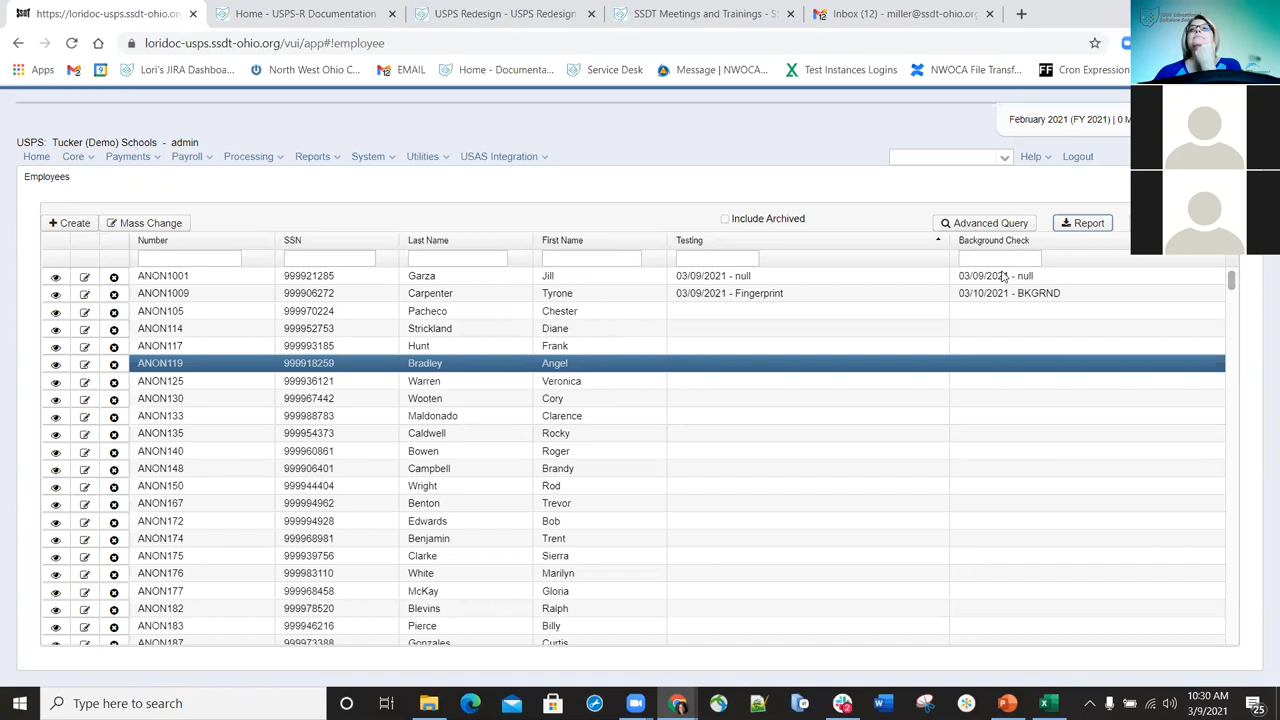 https://loridoc-usps.ssdt-ohio.org/
Home - USPS-R Documentation
USPS Redesign - USPS Redesign
SSDT Meetings and Trainings - S
Inbox (12) - miller@ssdt-ohio.org
loridoc-usps.ssdt-ohio.org/vui/app#!employee
Apps
Lori's JIRA Dashboa...
North West Ohio C...
EMAIL
Home - Documenta...
Service Desk
Message | NWOCA...
Test Instances Logins
NWOCA File Transf...
Cron Expression
February 2021 (FY 2021) | 0 M
USPS: Tucker (Demo) Schools - admin
Home Core Payments Payroll Processing Reports System Utilities USAS Integration Help Logout
Employees
Create Mass Change Include Archived Advanced Query Report
Number SSN Last Name First Name Testing Background Check
ANON1001 999921285 Garza Jill 03/09/2021 - null 03/09/2021 - null
ANON1009 999906272 Carpenter Tyrone 03/09/2021 - Fingerprint 03/10/2021 - BKGRND
ANON105 999970224 Pacheco Chester
ANON114 999952753 Strickland Diane
ANON117 999993185 Hunt Frank
ANON119 999918259 Bradley Angel
ANON125 999936121 Warren Veronica
ANON130 999967442 Wooten Cory
ANON133 999988783 Maldonado Clarence
ANON135 999954373 Caldwell Rocky
ANON140 999960861 Bowen Roger
ANON148 999906401 Campbell Brandy
ANON150 999944404 Wright Rod
ANON167 999994962 Benton Trevor
ANON172 999994928 Edwards Bob
ANON174 999968981 Benjamin Trent
ANON175 999939756 Clarke Sierra
ANON176 999983110 White Marilyn
ANON177 999968458 McKay Gloria
ANON182 999978520 Blevins Ralph
ANON183 999946216 Pierce Billy
ANON187 999973388 Gonzales Curtis
Type here to search
10:30 AM
3/9/2021
25